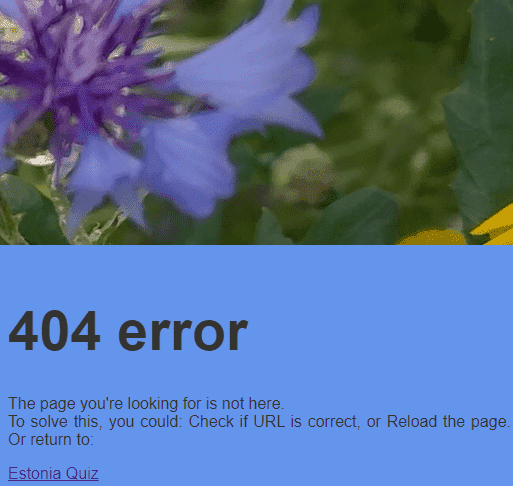 404 error
The page you're looking for is not here.
To solve this, you could: Check if URL is correct, or Reload the page.
Or return to:
Estonia Quiz